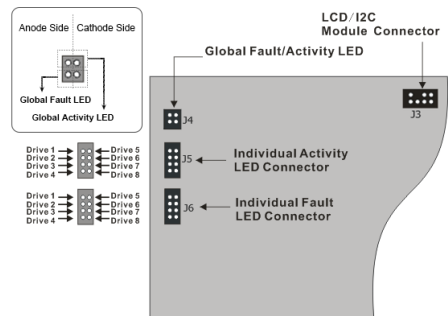 Anode Side Cathode Side
Global Fault LED
Global Activity LED
LCD/I2C
Module Connector
Global Fault/Activity LED
J3
J4
Drive 1 Drive 5
Drive 2 Drive 6
Drive 3 Drive 7
Drive 4 Drive 8
J5
Individual Activity
LED Connector
Drive 1 Drive 5
Drive 2 Drive 6
Drive 3 Drive 7
Drive 4 Drive 8
J6
Individual Fault
LED Connector